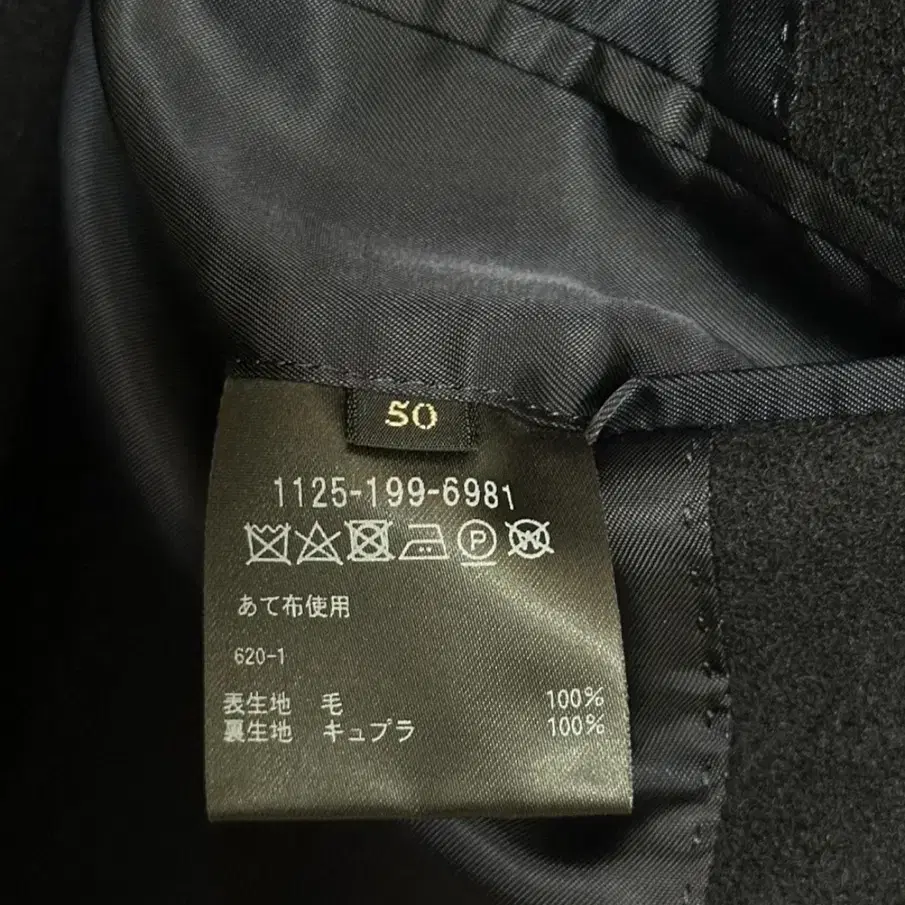 50
1125-199-6981
P W
あて布使用
620-1
表生地 毛 100%
裏生地 キュプラ 100%